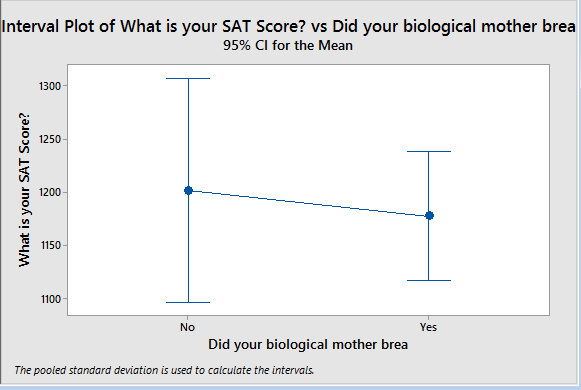 Interval Plot of What is your SAT Score? vs Did your biological mother brea
95% CI for the Mean
What is your SAT Score?
1300
1250
1200
1150
1100
No Yes
Did your biological mother brea
The pooled standard deviation is used to calculate the intervals.